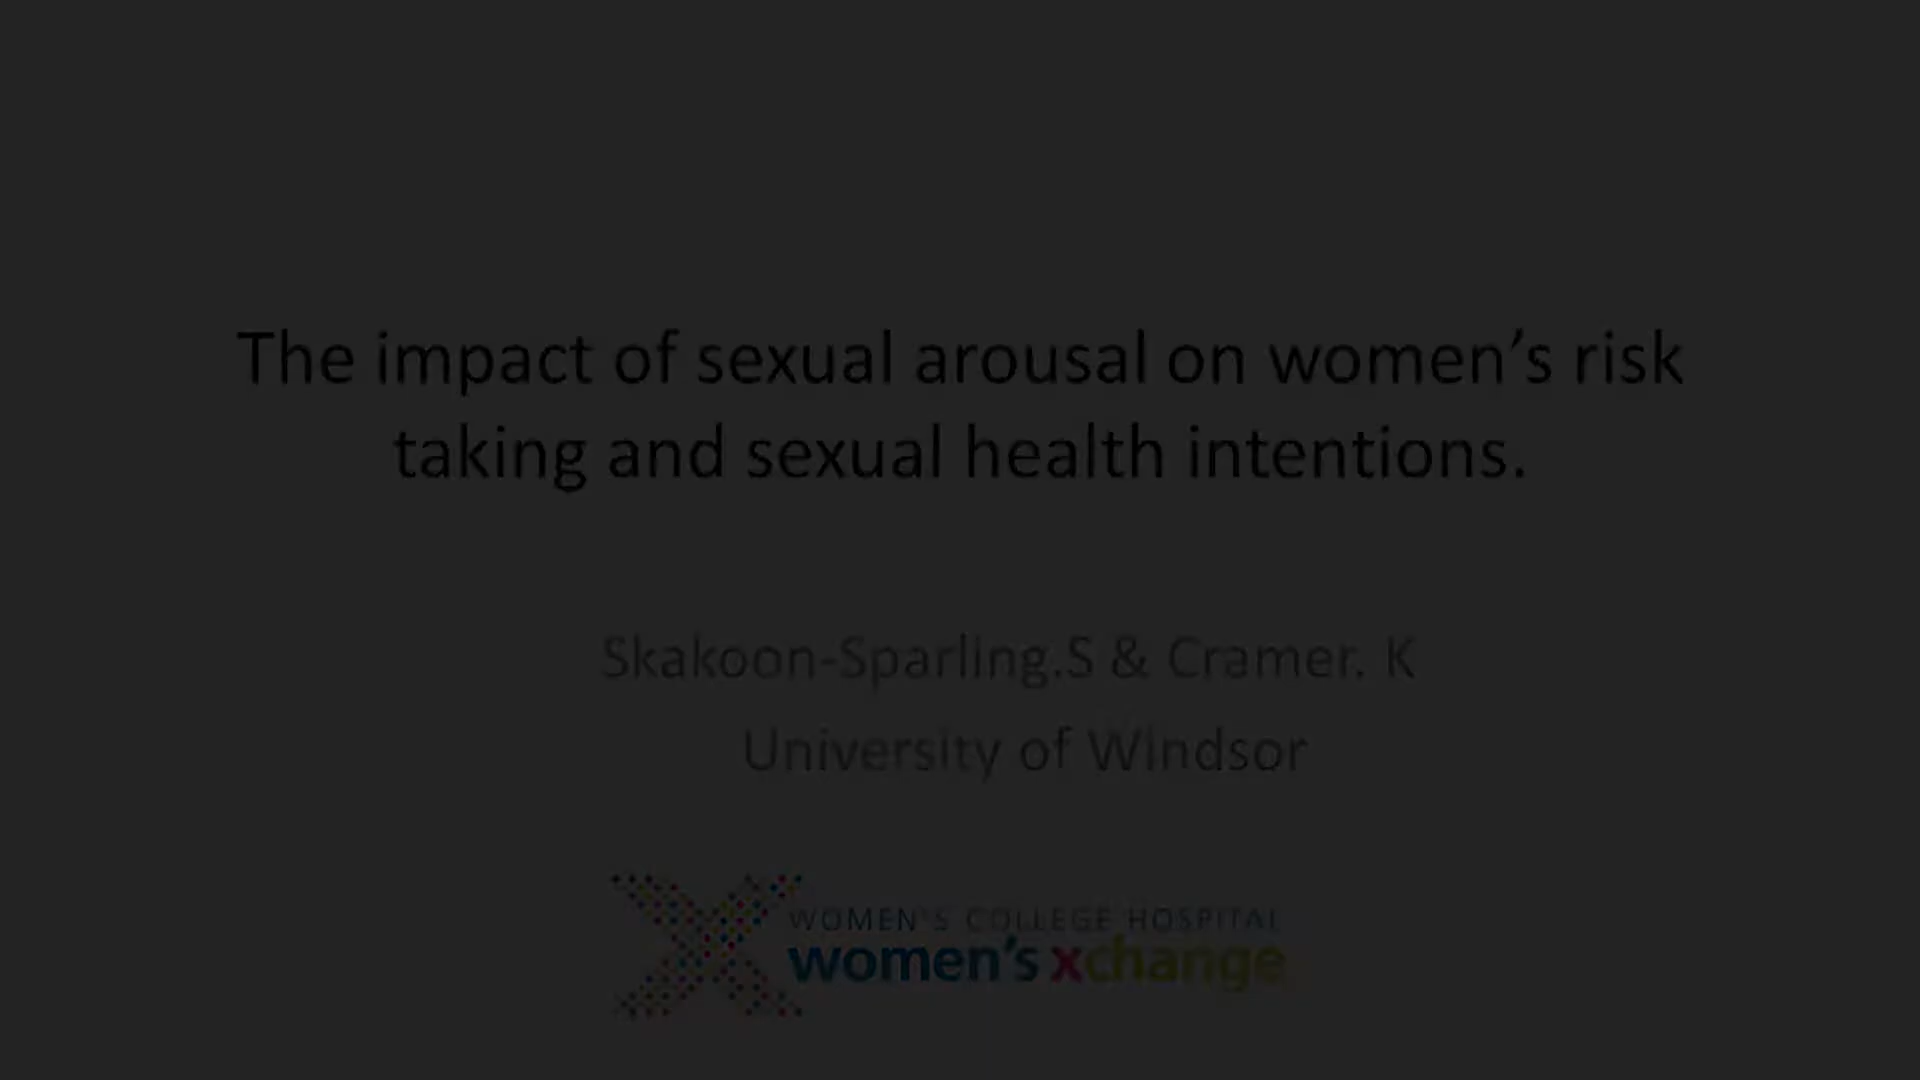 The impact of sexual arousal on women’s risk
taking and sexual health intentions.
Skakoon-Sparling.S & Cramer. K
University of Windsor
WOMEN'S COLLEGE HOSPITAL
women's xchange